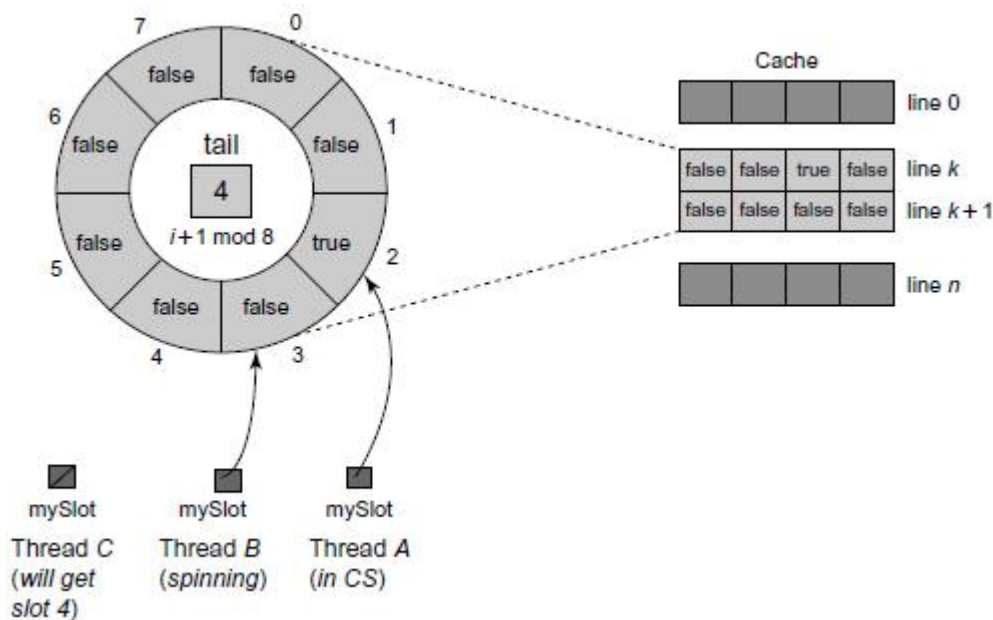 7
0
false
false
6
1
false
false
tail
4
i+1 mod 8
false
true
5
2
false
false
4
3
Cache
line 0
false false true false line k
false false false false line k+1
line n
mySlot
mySlot
mySlot
Thread C
(will get
slot 4)
Thread B
(spinning)
Thread A
(in CS)